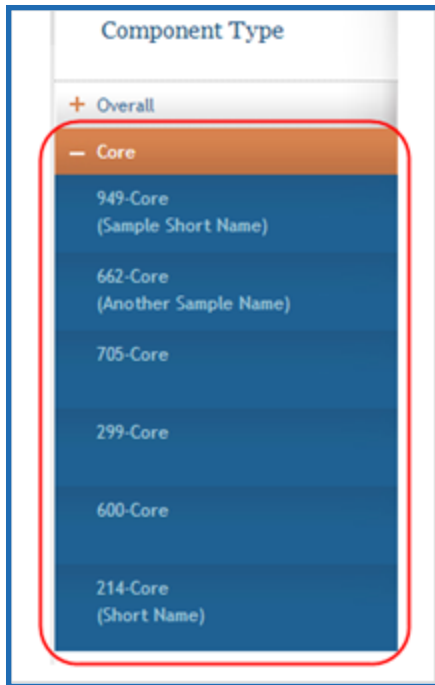 Component Type
+ Overall
– Core
949-Core
(Sample Short Name)
662-Core
(Another Sample Name)
705-Core
299-Core
600-Core
214-Core
(Short Name)